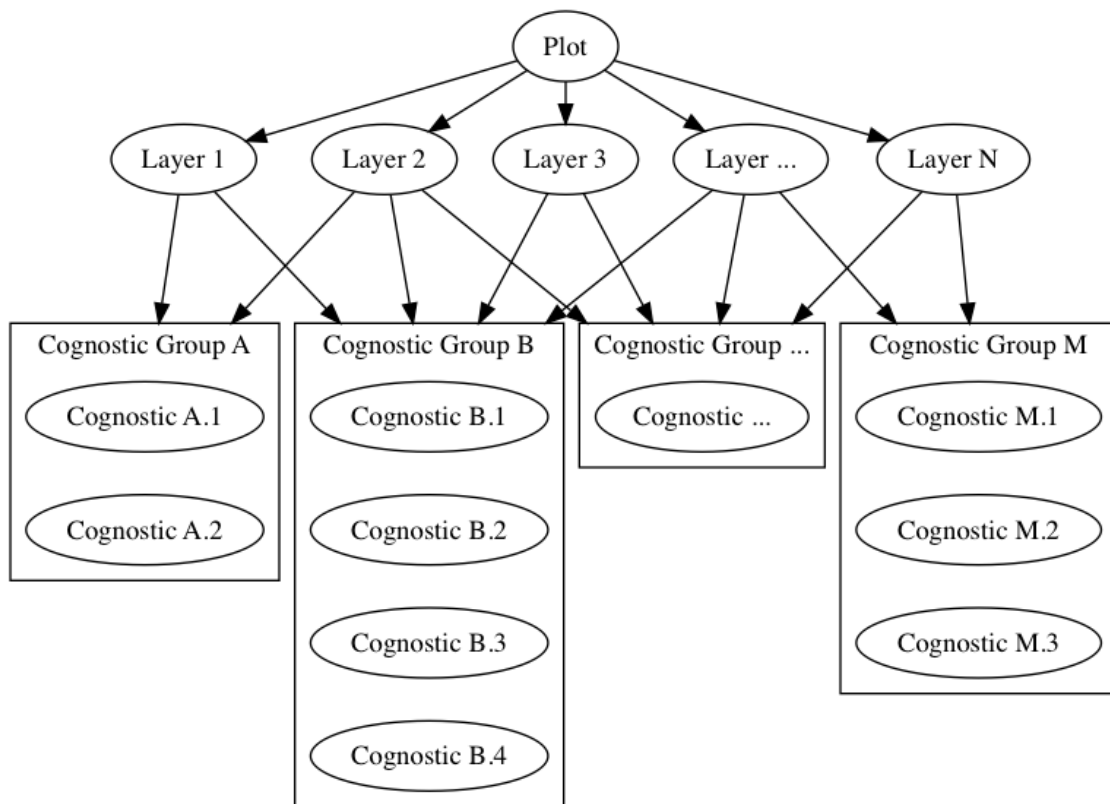 Plot
Layer 1
Layer 2
Layer 3
Layer ...
Layer N
Cognostic Group A
Cognostic A.1
Cognostic A.2
Cognostic Group B
Cognostic B.1
Cognostic B.2
Cognostic B.3
Cognostic B.4
Cognostic Group ...
Cognostic ...
Cognostic Group M
Cognostic M.1
Cognostic M.2
Cognostic M.3